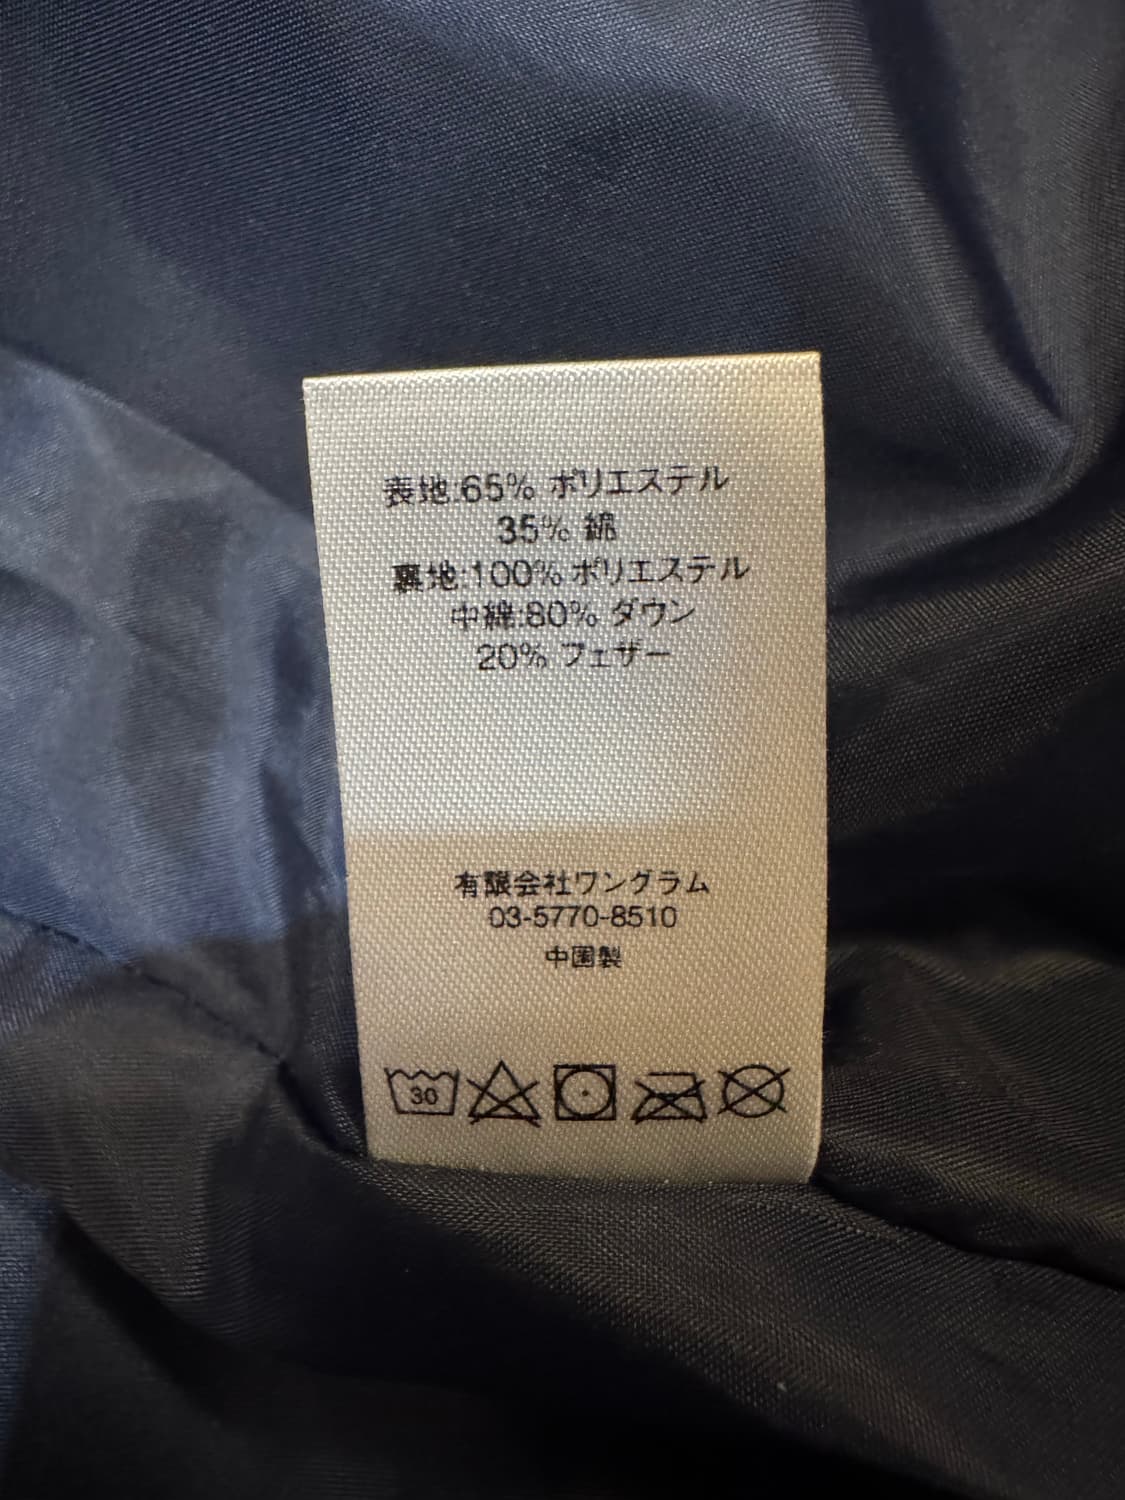 表地:65% ポリエステル
35% 綿
裏地:100% ポリエステル
中綿:80% ダウン
20% フェザー
有限会社ワングラム
03-5770-8510
中国製
30